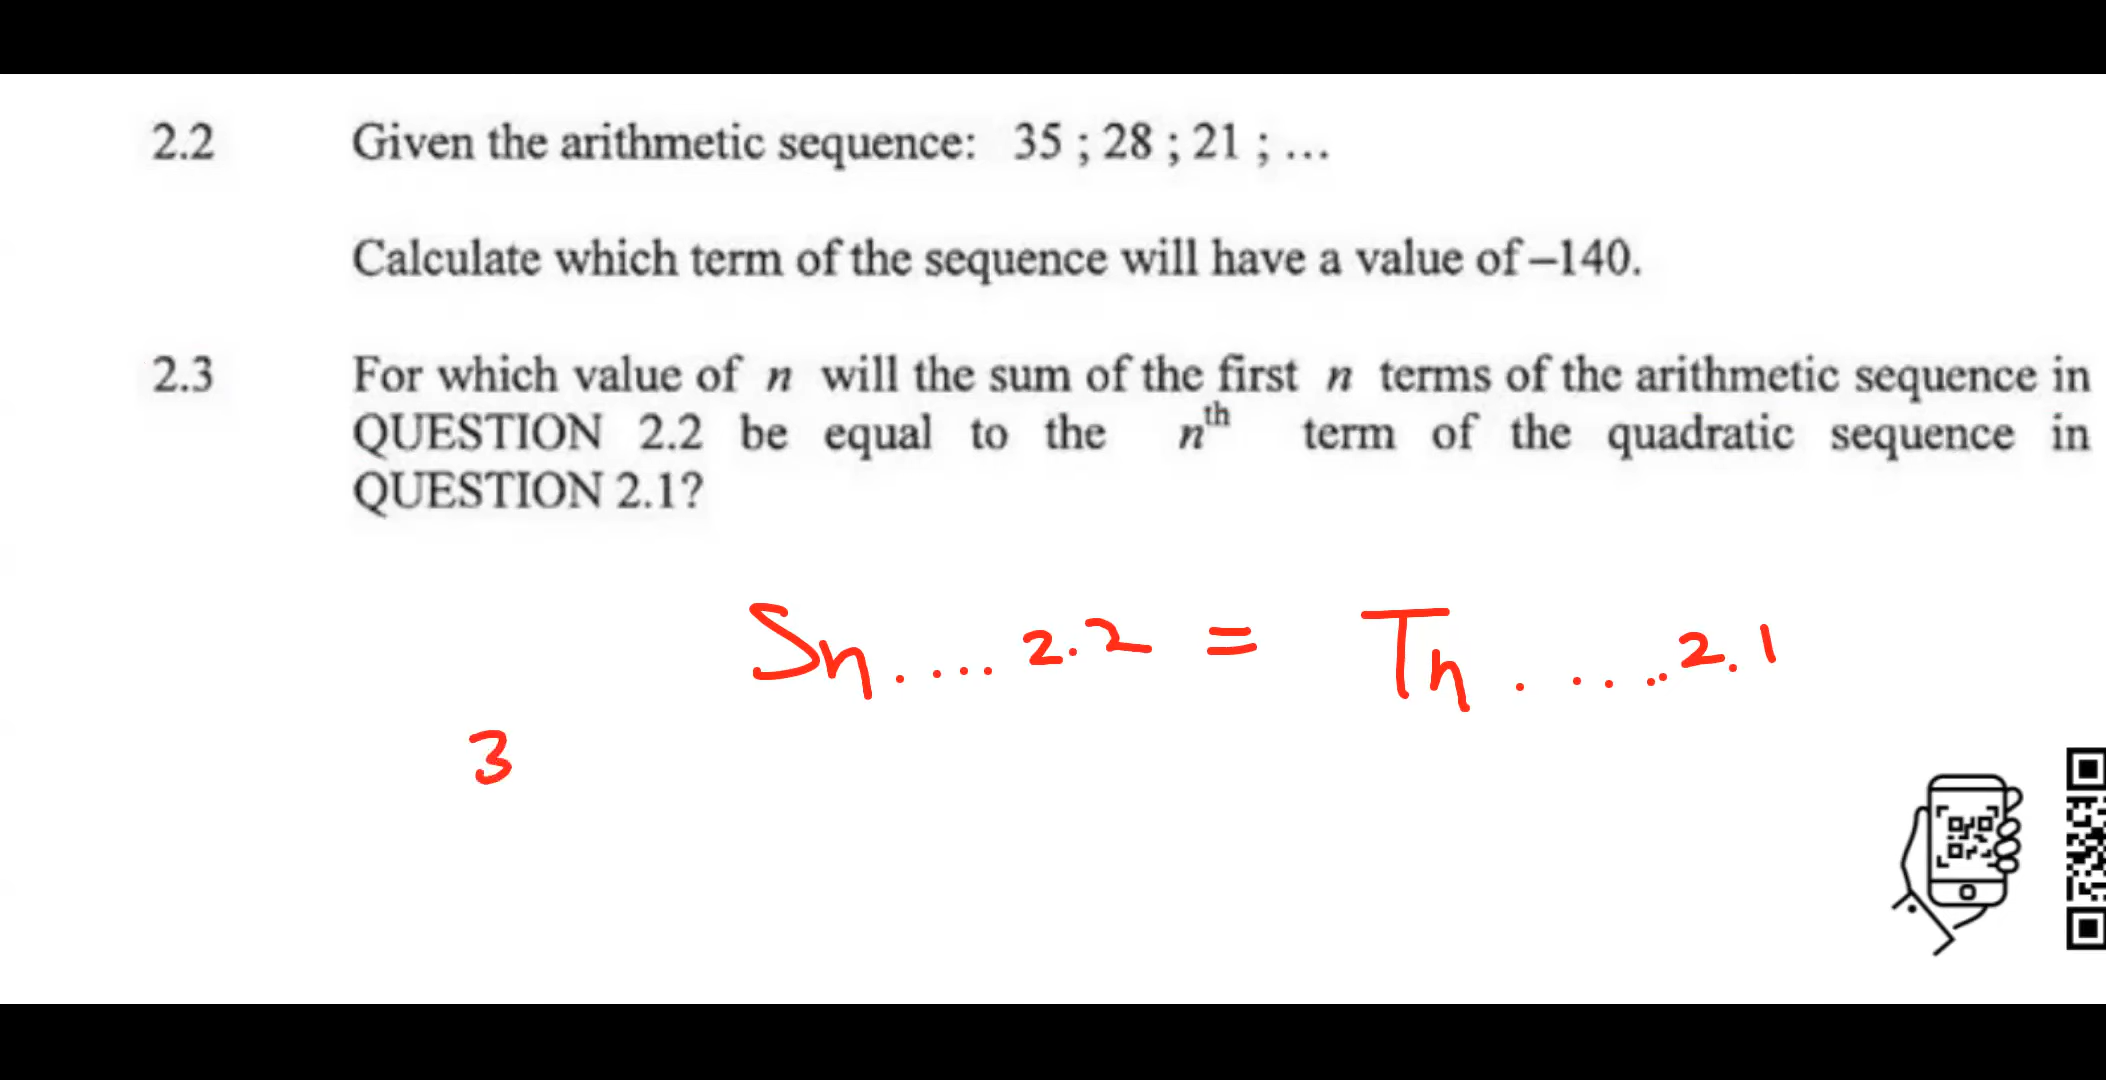 2.2 Given the arithmetic sequence: 35 ; 28 ; 21 ; ...
Calculate which term of the sequence will have a value of –140.
2.3 For which value of n will the sum of the first n terms of the arithmetic sequence in
QUESTION 2.2 be equal to the nth term of the quadratic sequence in
QUESTION 2.1?
Sn .... 2.2 = Tn ..... 2.1
3